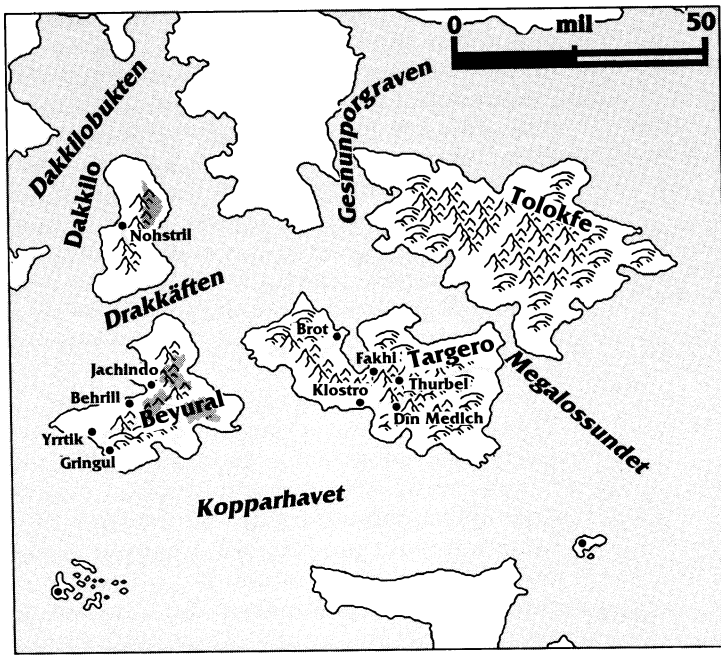 0 mil 50
Dakkilobukten
Gesnunporgraven
Dakkilo
Tolokfe
Nohstril
Drakkäften
Brot
Targero
Fakhl
Jachindo
Thurbel
Megalossundet
Klostro
Behrill
Beyural
Din Medich
Yrrtik
Gringul
Kopparhavet